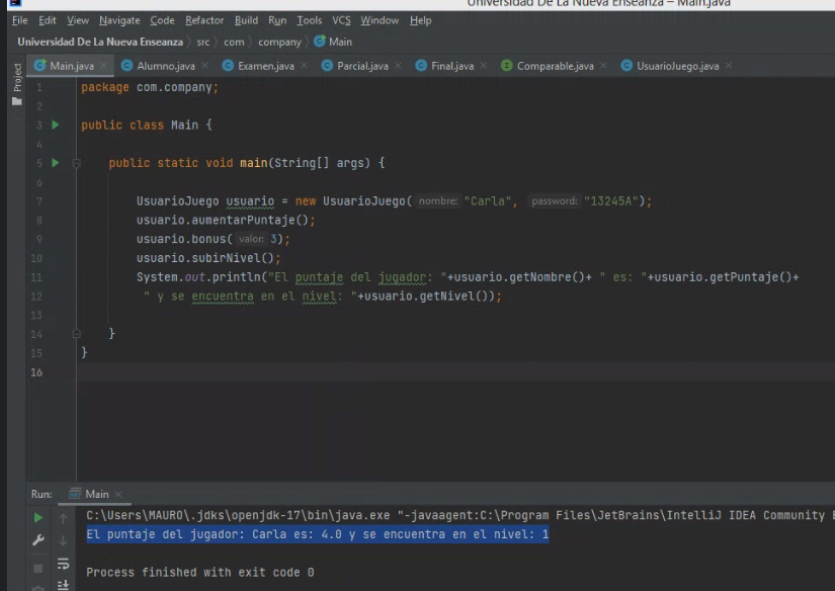 Universidad De La Nueva Enseanza – Main.java
File Edit View Navigate Code Refactor Build Run Tools VCS Window Help
Universidad De La Nueva Enseanza 〉 src 〉 com 〉 company 〉 Main
Project
Main.java × Alumno.java × Examen.java × Parcial.java × Final.java × Comparable.java × UsuarioJuego.java ×
1 package com.company;
2
3 public class Main {
4
5 public static void main(String[] args) {
6
7 UsuarioJuego usuario = new UsuarioJuego( nombre: "Carla", password: "13245A");
8 usuario.aumentarPuntaje();
9 usuario.bonus( valor: 3);
10 usuario.subirNivel();
11 System.out.println("El puntaje del jugador: "+usuario.getNombre()+ " es: "+usuario.getPuntaje()+
12 " y se encuentra en el nivel: "+usuario.getNivel());
13
14 }
15 }
16
Run: Main ×
C:\Users\MAURO\.jdks\openjdk-17\bin\java.exe "-javaagent:C:\Program Files\JetBrains\IntelliJ IDEA Community
El puntaje del jugador: Carla es: 4.0 y se encuentra en el nivel: 1
Process finished with exit code 0